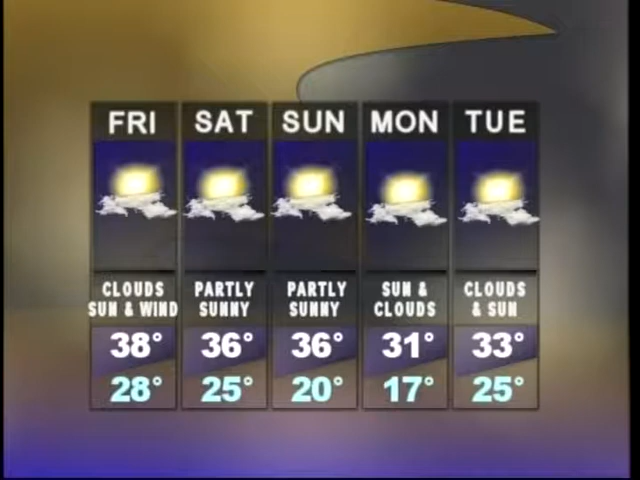 FRI SAT SUN MON TUE
CLOUDS PARTLY PARTLY SUN & CLOUDS
SUN & WIND SUNNY SUNNY CLOUDS & SUN
38° 36° 36° 31° 33°
28° 25° 20° 17° 25°